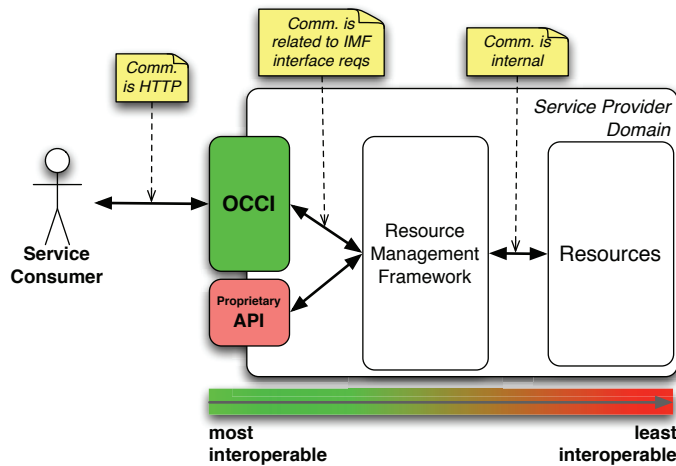 Comm.
is HTTP
Comm. is
related to IMF
interface reqs
Comm. is
internal
Service Provider
Domain
OCCI
Service
Consumer
Resource
Management
Framework
Resources
Proprietary
API
most
interoperable
least
interoperable